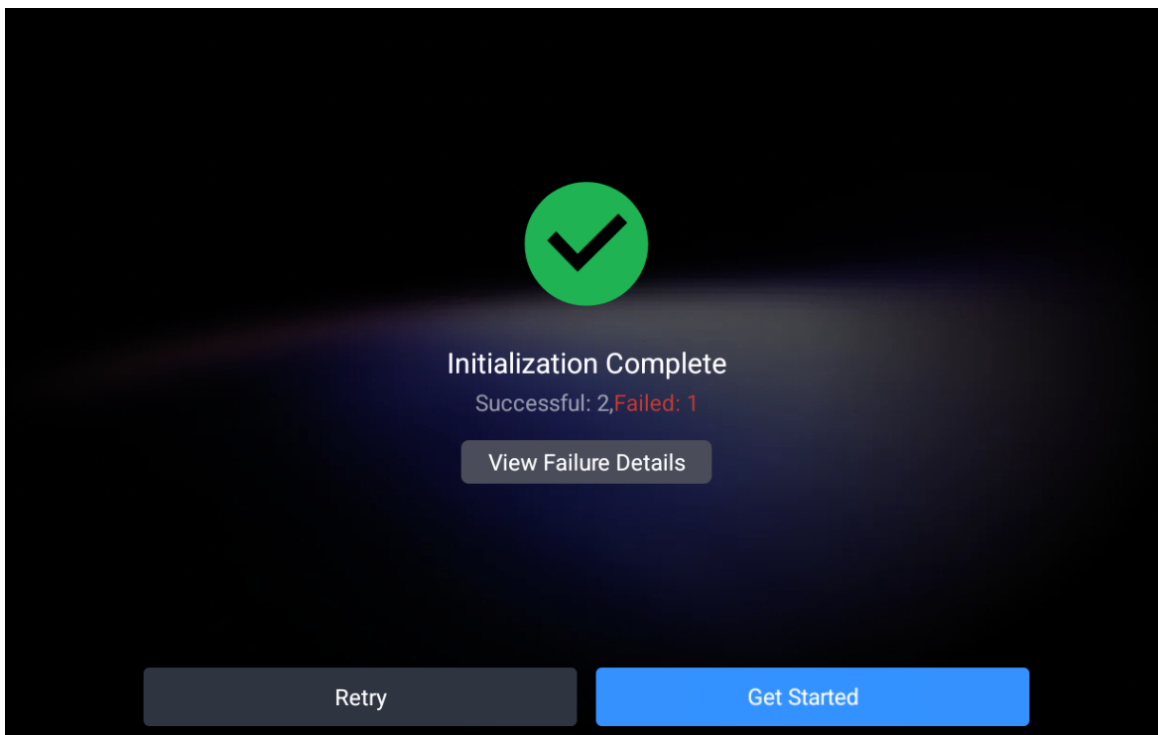 Initialization Complete
Successful: 2,Failed: 1
View Failure Details
Retry
Get Started